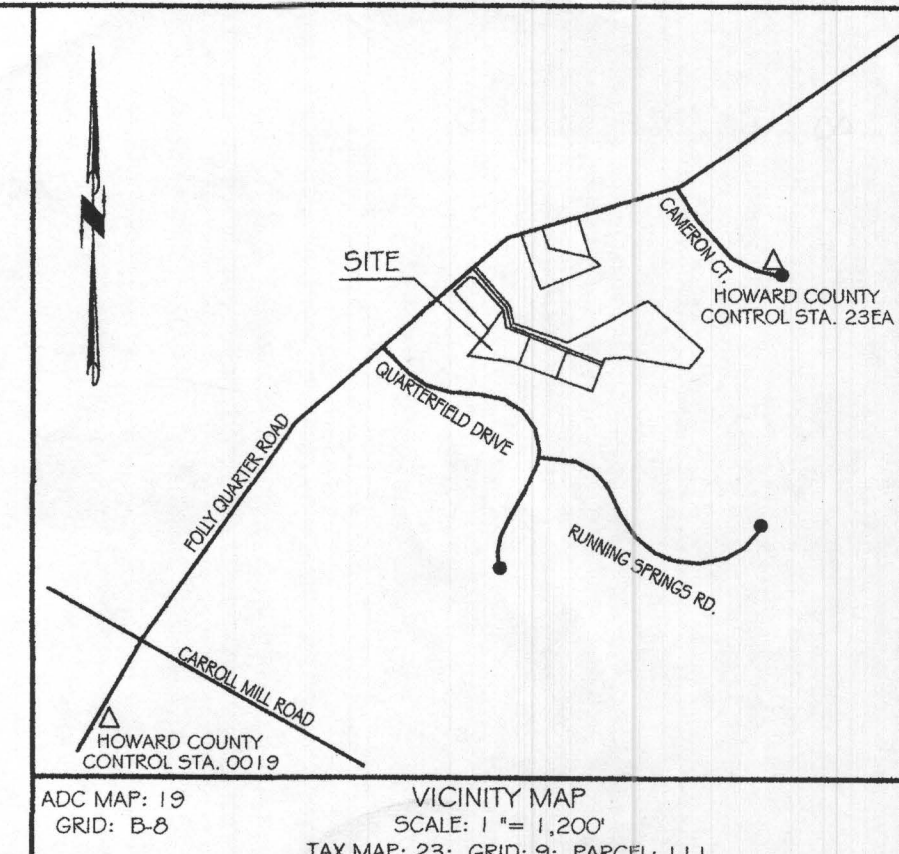 SITE
CAMERON CT.
HOWARD COUNTY
CONTROL STA. 23EA
QUARTERFIELD DRIVE
FOLLY QUARTER ROAD
RUNNING SPRINGS RD.
CARROLL MILL ROAD
HOWARD COUNTY
CONTROL STA. 0019
ADC MAP: 19
GRID: B-8
VICINITY MAP
SCALE: 1 "= 1,200'
TAX MAP: 23; GRID: 9; PARCEL: 111